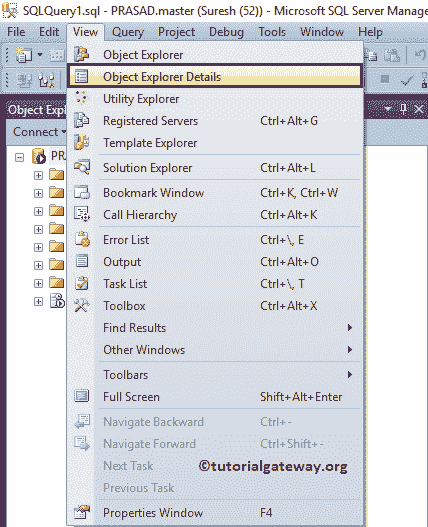 SQLQuery1.sql - PRASAD.master (Suresh (52)) - Microsoft SQL Server Manage
File Edit View Query Project Debug Tools Window Help
Object Explorer
Object Explorer Details
Utility Explorer
Object Expl
Registered Servers Ctrl+Alt+G
Connect
Template Explorer
PR
Solution Explorer Ctrl+Alt+L
Bookmark Window Ctrl+K, Ctrl+W
Call Hierarchy Ctrl+Alt+K
Error List Ctrl+\, E
Output Ctrl+Alt+O
Task List Ctrl+\, T
Toolbox Ctrl+Alt+X
Find Results
Other Windows
Toolbars
Full Screen Shift+Alt+Enter
Navigate Backward Ctrl+-
Navigate Forward Ctrl+Shift+-
Next Task
©tutorialgateway.org
Previous Task
Properties Window F4